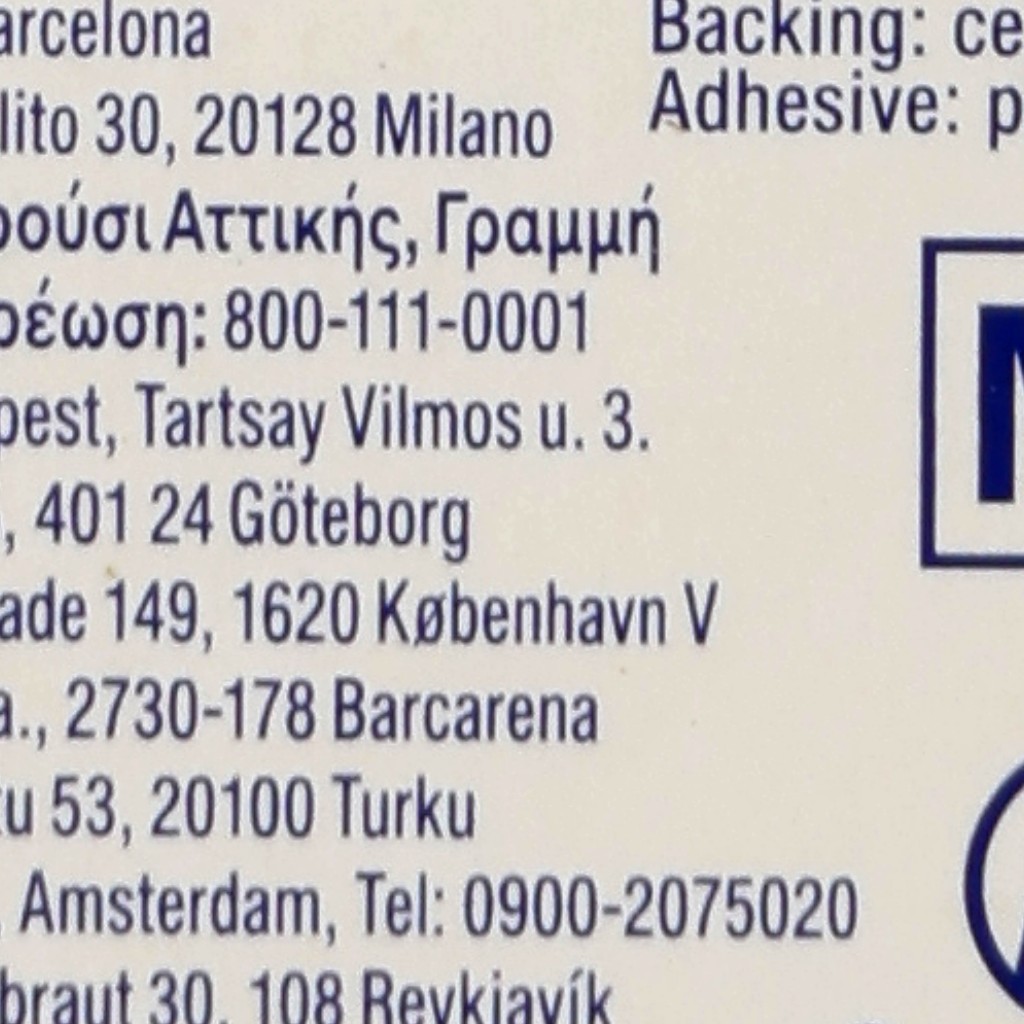 arcelona
lito 30, 20128 Milano
ρούσι Αττικής, Γραμμή
ρέωση: 800-111-0001
pest, Tartsay Vilmos u. 3.
, 401 24 Göteborg
ade 149, 1620 København V
a., 2730-178 Barcarena
tu 53, 20100 Turku
, Amsterdam, Tel: 0900-2075020
braut 30, 108 Reykjavík
Backing: ce
Adhesive: p